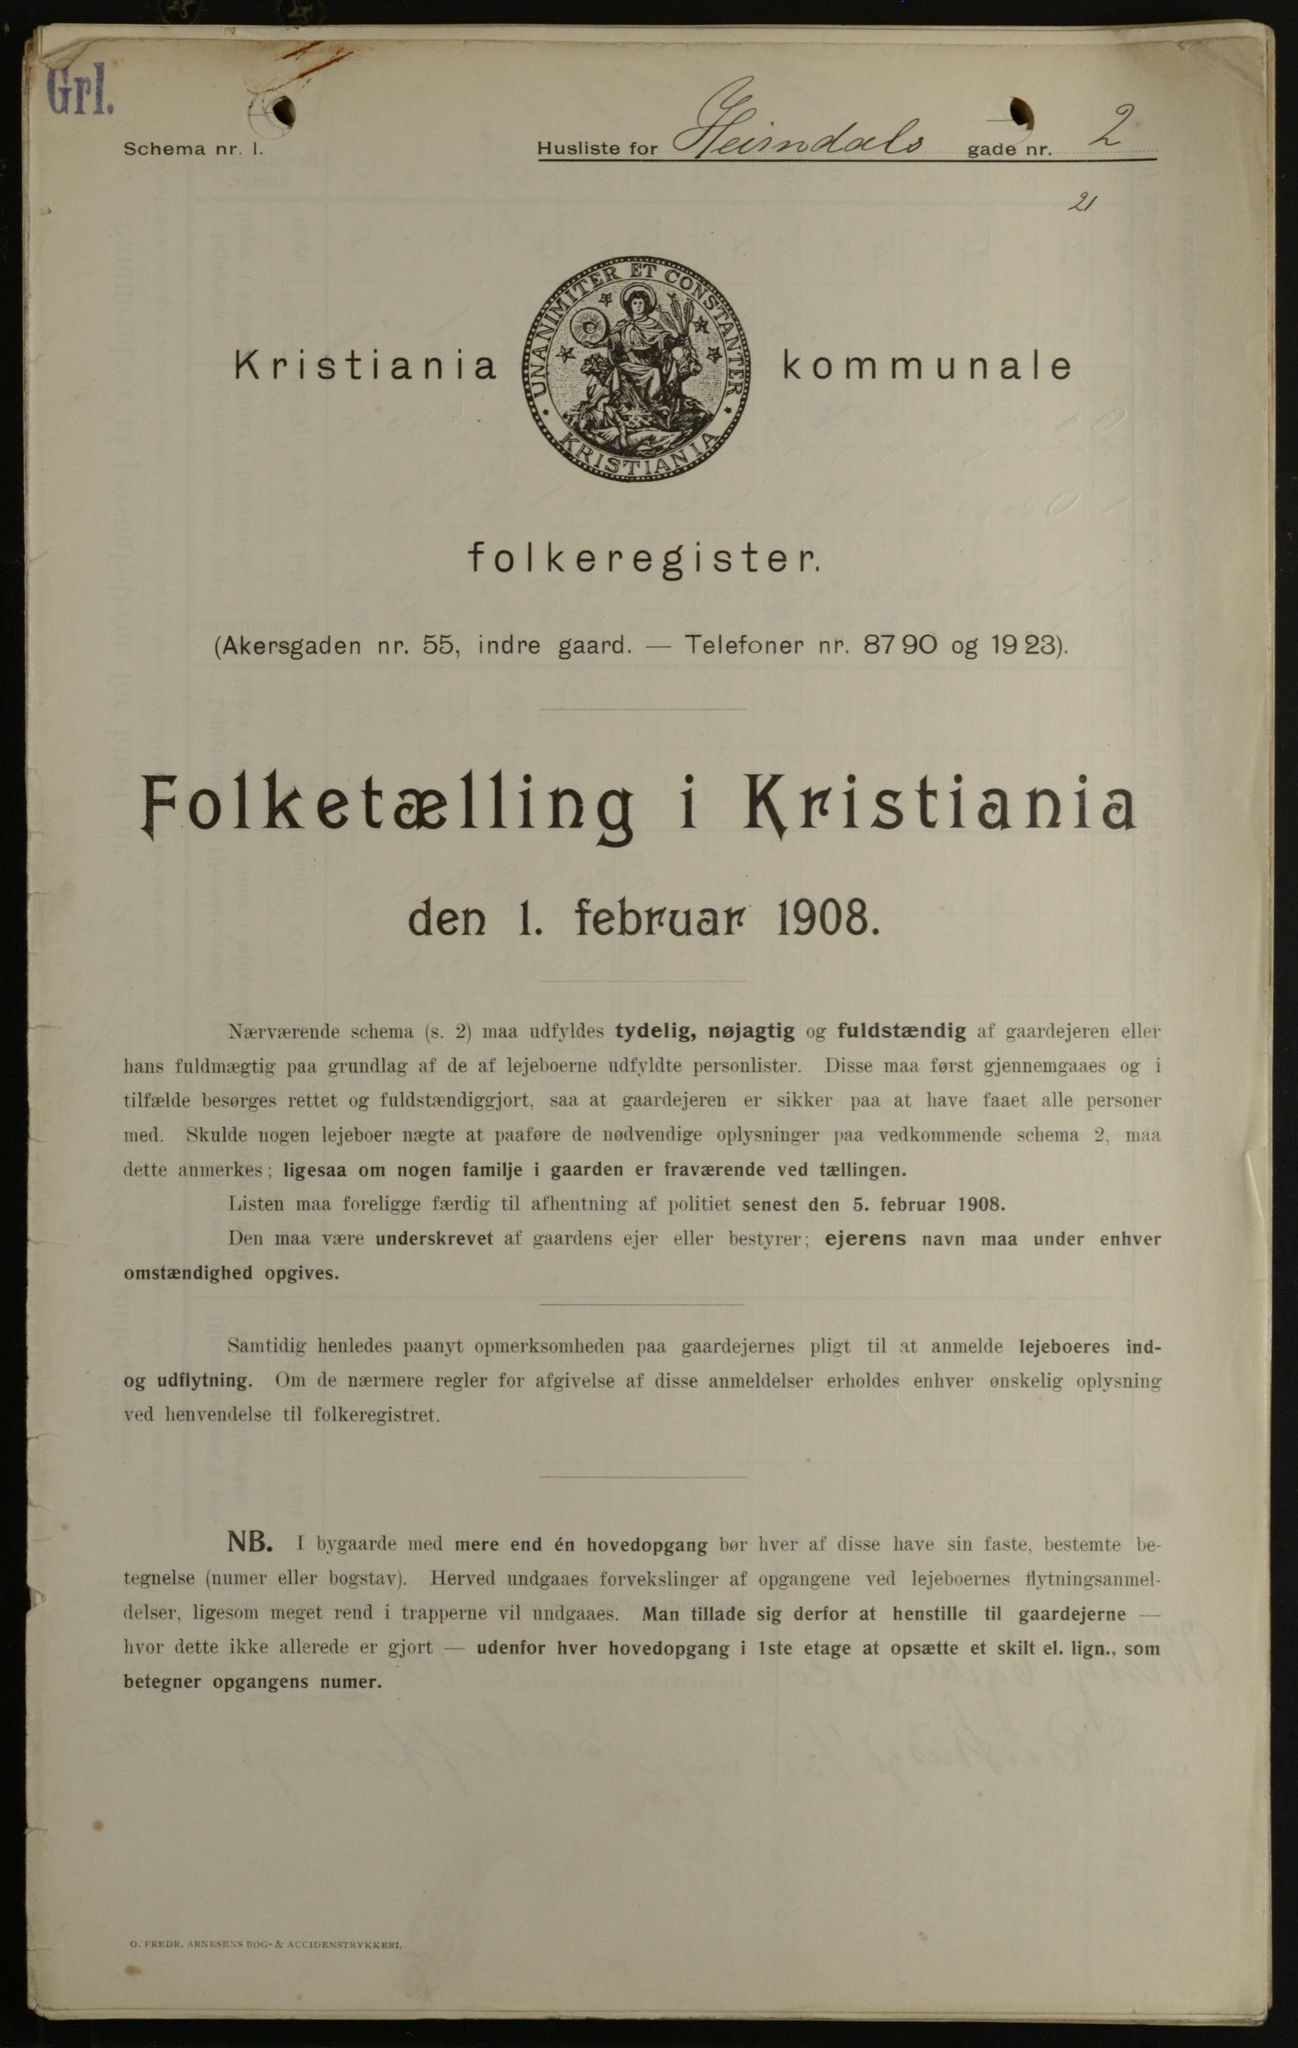 Grl.
Schema nr. 1.
Husliste for Heimdals gade nr. 2
21
UNANIMITER ET CONSTANTER
KRISTIANIA
Kristiania kommunale
folkeregister.
(Akersgaden nr. 55, indre gaard. — Telefoner nr. 8790 og 1923).
Folketælling i Kristiania
den 1. februar 1908.
Nærværende schema (s. 2) maa udfyldes tydelig, nøjagtig og fuldstændig af gaardejeren eller
hans fuldmægtig paa grundlag af de af lejeboerne udfyldte personlister. Disse maa først gjennemgaaes og i
tilfælde besørges rettet og fuldstændiggjort, saa at gaardejeren er sikker paa at have faaet alle personer
med. Skulde nogen lejeboer nægte at paaføre de nødvendige oplysninger paa vedkommende schema 2, maa
dette anmerkes; ligesaa om nogen familje i gaarden er fraværende ved tællingen.
Listen maa foreligge færdig til afhentning af politiet senest den 5. februar 1908.
Den maa være underskrevet af gaardens ejer eller bestyrer; ejerens navn maa under enhver
omstændighed opgives.
Samtidig henledes paanyt opmerksomheden paa gaardejernes pligt til at anmelde lejeboeres ind-
og udflytning. Om de nærmere regler for afgivelse af disse anmeldelser erholdes enhver ønskelig oplysning
ved henvendelse til folkeregistret.
NB. I bygaarde med mere end én hovedopgang bør hver af disse have sin faste, bestemte be-
tegnelse (numer eller bogstav). Herved undgaaes forvekslinger af opgangene ved lejeboernes flytningsanmel-
delser, ligesom meget rend i trapperne vil undgaaes. Man tillade sig derfor at henstille til gaardejerne —
hvor dette ikke allerede er gjort — udenfor hver hovedopgang i 1ste etage at opsætte et skilt el. lign., som
betegner opgangens numer.
O. FREDR. ARNESENS BOG- & ACCIDENSTRYKKERI.